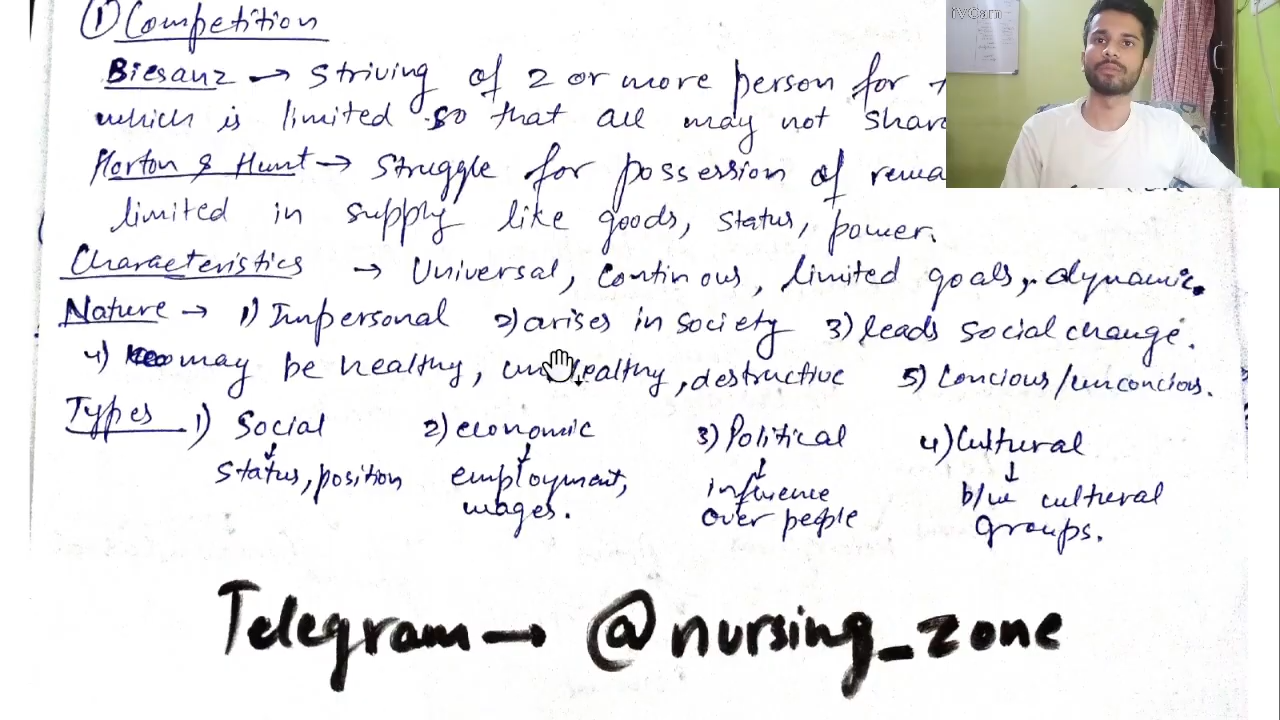 ① Competition
iVCam
Biesanz → Striving of 2 or more person for
which is limited so that all may not
Horton & Hunt → Struggle for possession of
limited in supply like goods, status, power.
Characteristics → Universal, Continous, limited goals, dynamic.
Nature → 1) Impersonal 2) arises in society 3) leads social change.
4) may be healthy, unhealthy, destructive 5) Concious/unconcious.
Types 1) Social 2) economic 3) Political 4) Cultural
↓ ↓ ↓ ↓
status, position employment, influence b/w cultural
wages. over people groups.
Telegram → @nursing_zone